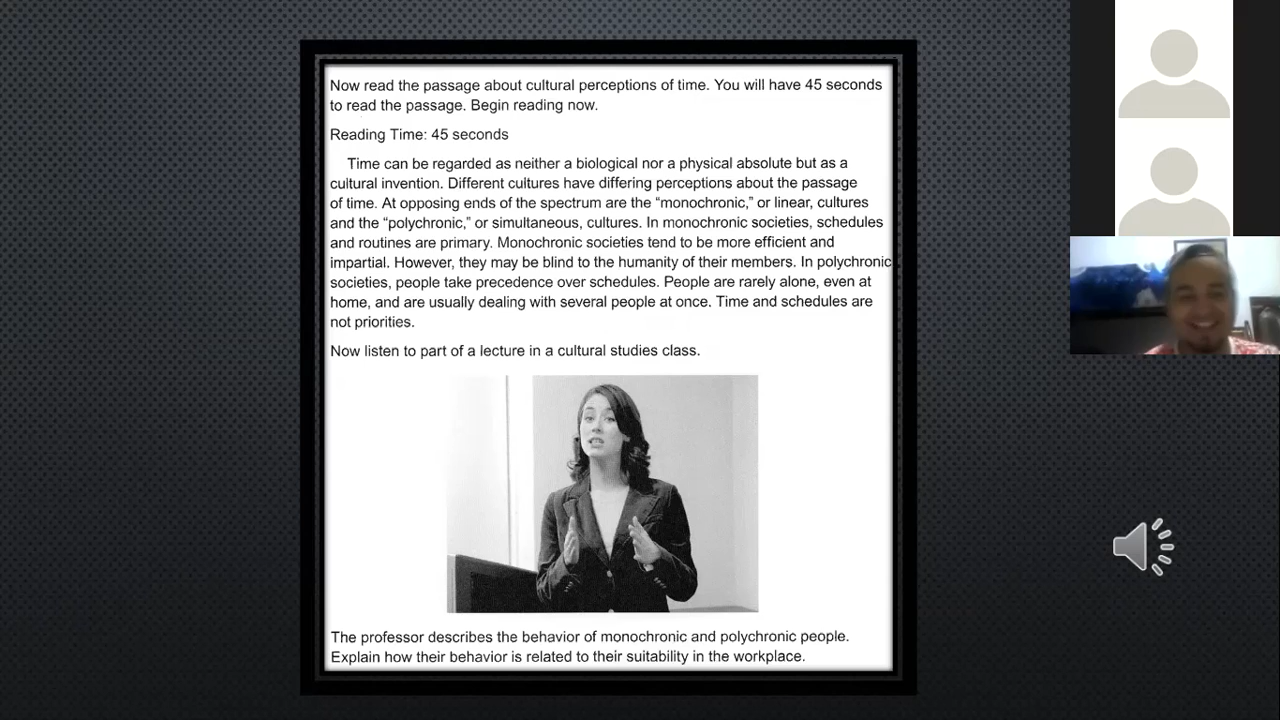 Now read the passage about cultural perceptions of time. You will have 45 seconds
to read the passage. Begin reading now.
Reading Time: 45 seconds
Time can be regarded as neither a biological nor a physical absolute but as a
cultural invention. Different cultures have differing perceptions about the passage
of time. At opposing ends of the spectrum are the “monochronic,” or linear, cultures
and the “polychronic,” or simultaneous, cultures. In monochronic societies, schedules
and routines are primary. Monochronic societies tend to be more efficient and
impartial. However, they may be blind to the humanity of their members. In polychronic
societies, people take precedence over schedules. People are rarely alone, even at
home, and are usually dealing with several people at once. Time and schedules are
not priorities.
Now listen to part of a lecture in a cultural studies class.
The professor describes the behavior of monochronic and polychronic people.
Explain how their behavior is related to their suitability in the workplace.